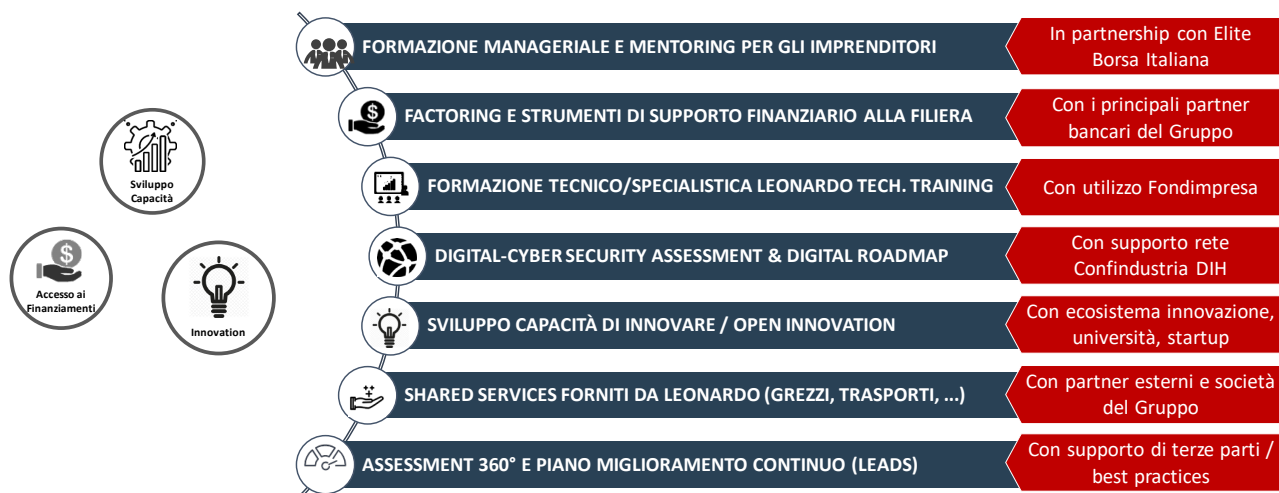 Sviluppo
Capacità
Accesso ai
Finanziamenti
Innovation
FORMAZIONE MANAGERIALE E MENTORING PER GLI IMPRENDITORI
In partnership con Elite
Borsa Italiana
FACTORING E STRUMENTI DI SUPPORTO FINANZIARIO ALLA FILIERA
Con i principali partner
bancari del Gruppo
FORMAZIONE TECNICO/SPECIALISTICA LEONARDO TECH. TRAINING
Con utilizzo Fondimpresa
DIGITAL-CYBER SECURITY ASSESSMENT & DIGITAL ROADMAP
Con supporto rete
Confindustria DIH
SVILUPPO CAPACITÀ DI INNOVARE / OPEN INNOVATION
Con ecosistema innovazione,
università, startup
SHARED SERVICES FORNITI DA LEONARDO (GREZZI, TRASPORTI, ...)
Con partner esterni e società
del Gruppo
ASSESSMENT 360° E PIANO MIGLIORAMENTO CONTINUO (LEADS)
Con supporto di terze parti /
best practices